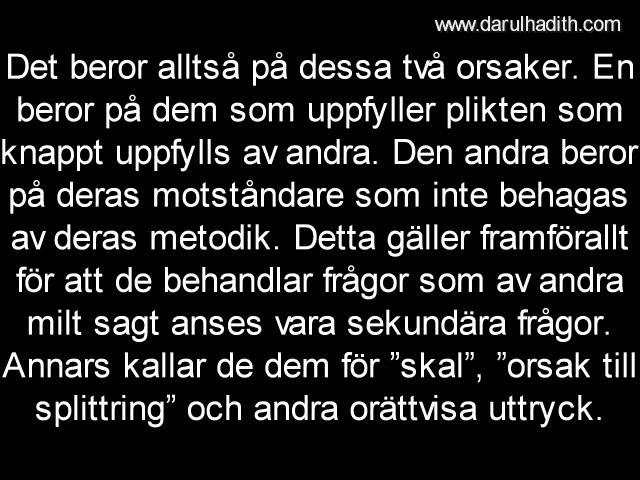 www.darulhadith.com
Det beror alltså på dessa två orsaker. En
beror på dem som uppfyller plikten som
knappt uppfylls av andra. Den andra beror
på deras motståndare som inte behagas
av deras metodik. Detta gäller framförallt
för att de behandlar frågor som av andra
milt sagt anses vara sekundära frågor.
Annars kallar de dem för ”skal”, ”orsak till
splittring” och andra orättvisa uttryck.